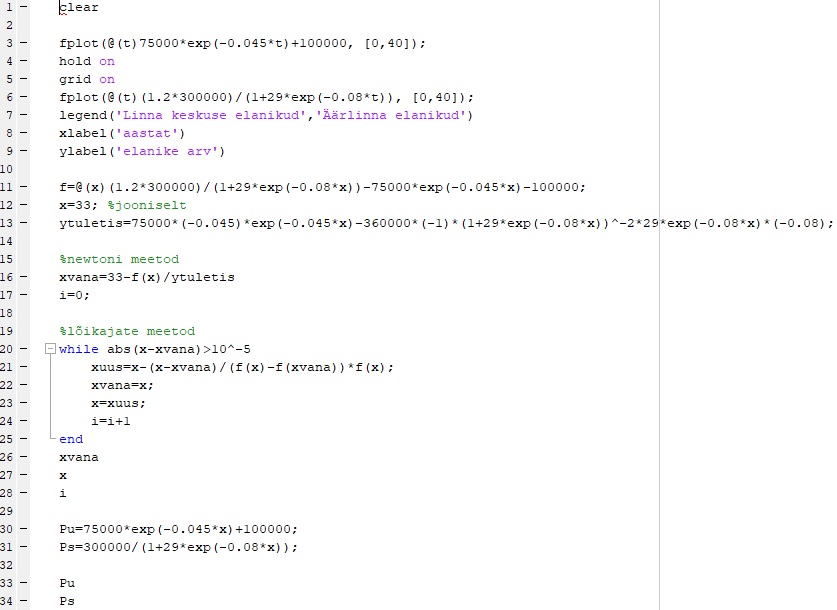 1 clear
2
3 fplot(@(t)75000*exp(-0.045*t)+100000, [0,40]);
4 hold on
5 grid on
6 fplot(@(t)(1.2*300000)/(1+29*exp(-0.08*t)), [0,40]);
7 legend('Linna keskuse elanikud','Äärlinna elanikud')
8 xlabel('aastat')
9 ylabel('elanike arv')
10
11 f=@(x)(1.2*300000)/(1+29*exp(-0.08*x))-75000*exp(-0.045*x)-100000;
12 x=33; %jooniselt
13 ytuletis=75000*(-0.045)*exp(-0.045*x)-360000*(-1)*(1+29*exp(-0.08*x))^-2*29*exp(-0.08*x)*(-0.08);
14
15 %newtoni meetod
16 xvana=33-f(x)/ytuletis
17 i=0;
18
19 %lõikajate meetod
20 while abs(x-xvana)>10^-5
21 xuus=x-(x-xvana)/(f(x)-f(xvana))*f(x);
22 xvana=x;
23 x=xuus;
24 i=i+1
25 end
26 xvana
27 x
28 i
29
30 Pu=75000*exp(-0.045*x)+100000;
31 Ps=300000/(1+29*exp(-0.08*x));
32
33 Pu
34 Ps